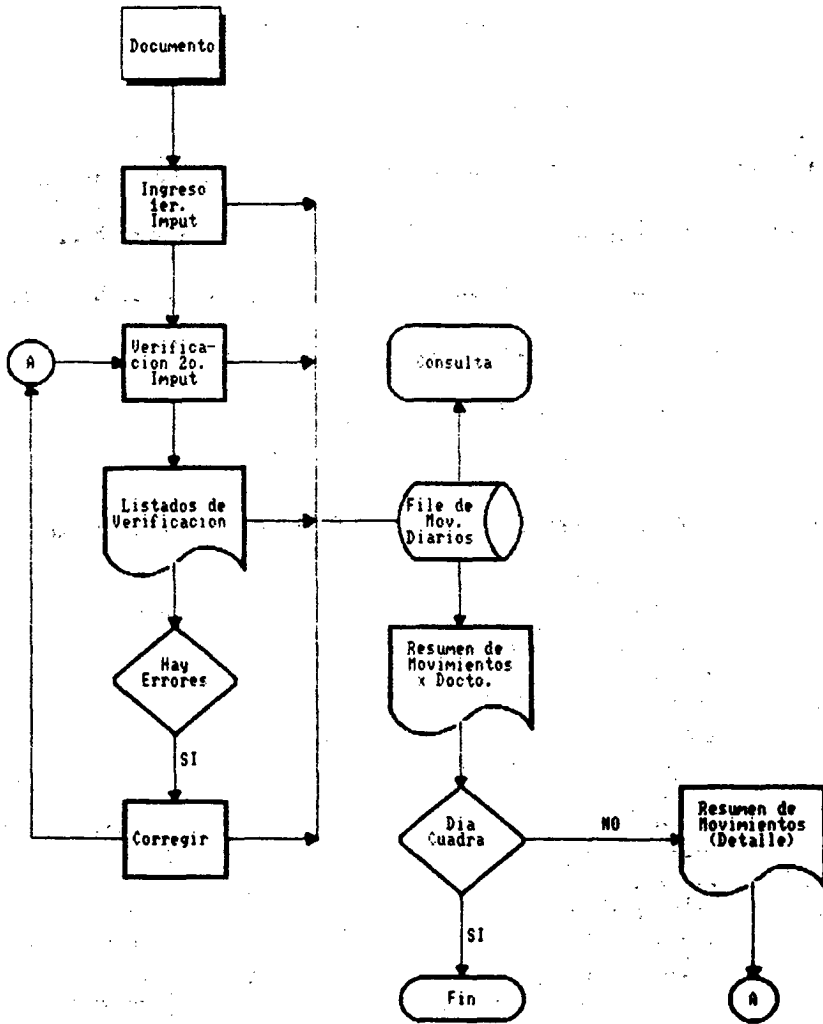 Documento
Ingreso
1er.
Imput
A
Verifica-
cion 2o.
Imput
Consulta
Listados de
Verificacion
File de
Mov.
Diarios
Hay
Errores
SI
Corregir
Resumen de
Movimientos
x Docto.
Dia
Cuadra
NO
Resumen de
Movimientos
(Detalle)
SI
Fin
A